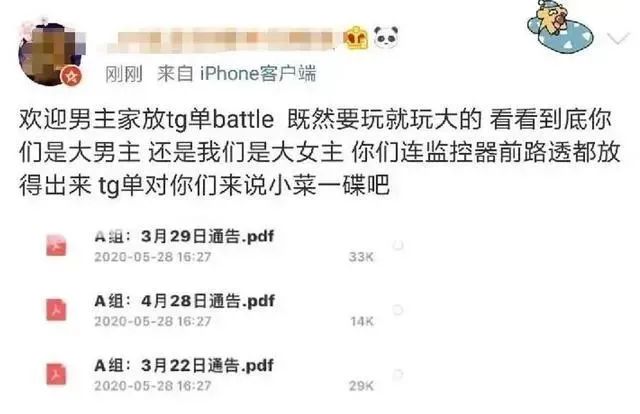 刚刚 来自 iPhone客户端
欢迎男主家放tg单battle 既然要玩就玩大的 看看到底你
们是大男主 还是我们是大女主 你们连监控器前路透都放
得出来 tg单对你们来说小菜一碟吧
A组：3月29日通告.pdf
2020-05-28 16:27 33K
A组：4月28日通告.pdf
2020-05-28 16:27 14K
A组：3月22日通告.pdf
2020-05-28 16:27 29K